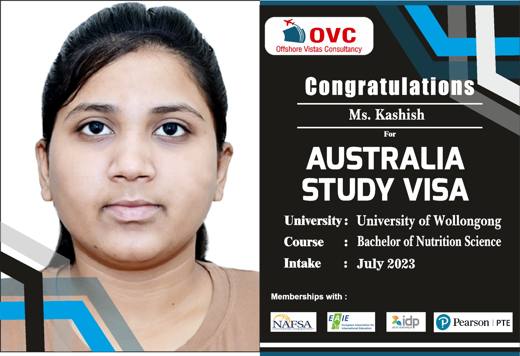 OVC
Offshore Vistas Consultancy
Congratulations
Ms. Kashish
For
AUSTRALIA
STUDY VISA
University : University of Wollongong
Course : Bachelor of Nutrition Science
Intake : July 2023
Memberships with :
NAFSA
EAIE
idp
Pearson | PTE